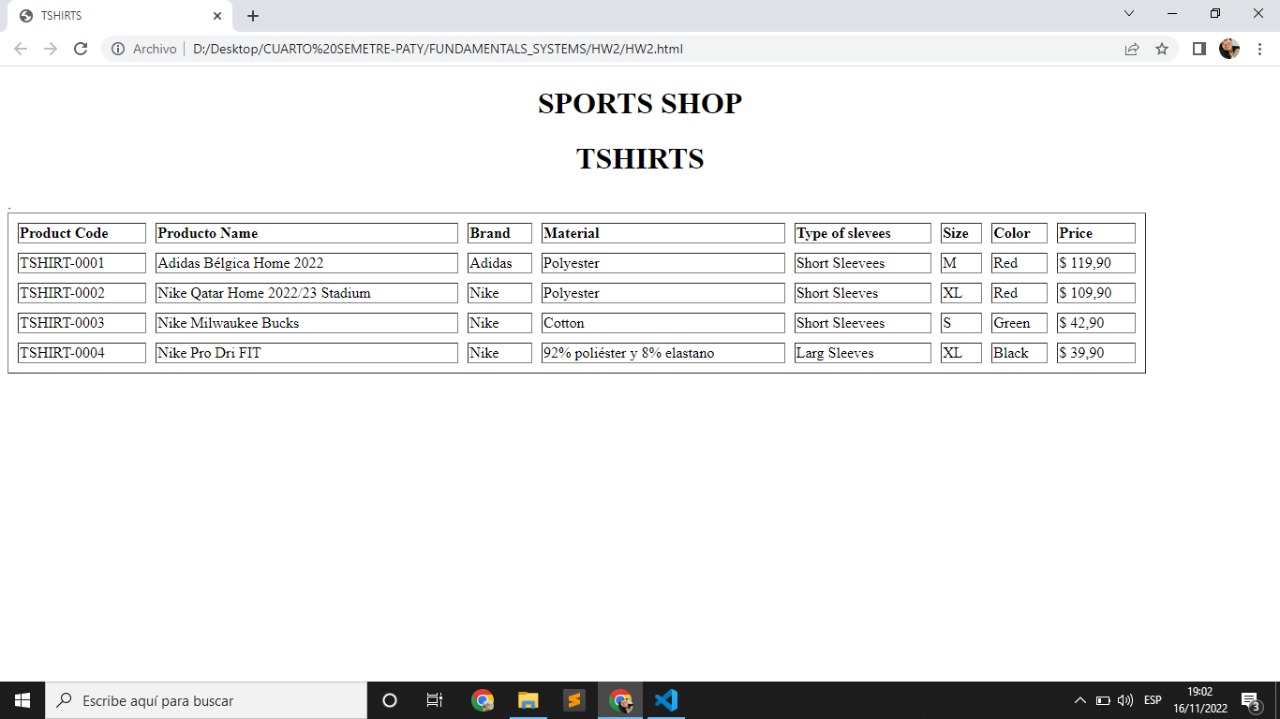 TSHIRTS
Archivo D:/Desktop/CUARTO%20SEMETRE-PATY/FUNDAMENTALS_SYSTEMS/HW2/HW2.html
SPORTS SHOP
TSHIRTS
Product Code Producto Name Brand Material Type of slevees Size Color Price
TSHIRT-0001 Adidas Bélgica Home 2022 Adidas Polyester Short Sleevees M Red $ 119,90
TSHIRT-0002 Nike Qatar Home 2022/23 Stadium Nike Polyester Short Sleeves XL Red $ 109,90
TSHIRT-0003 Nike Milwaukee Bucks Nike Cotton Short Sleevees S Green $ 42,90
TSHIRT-0004 Nike Pro Dri FIT Nike 92% poliéster y 8% elastano Larg Sleeves XL Black $ 39,90
Escribe aquí para buscar
ESP
19:02
16/11/2022
3